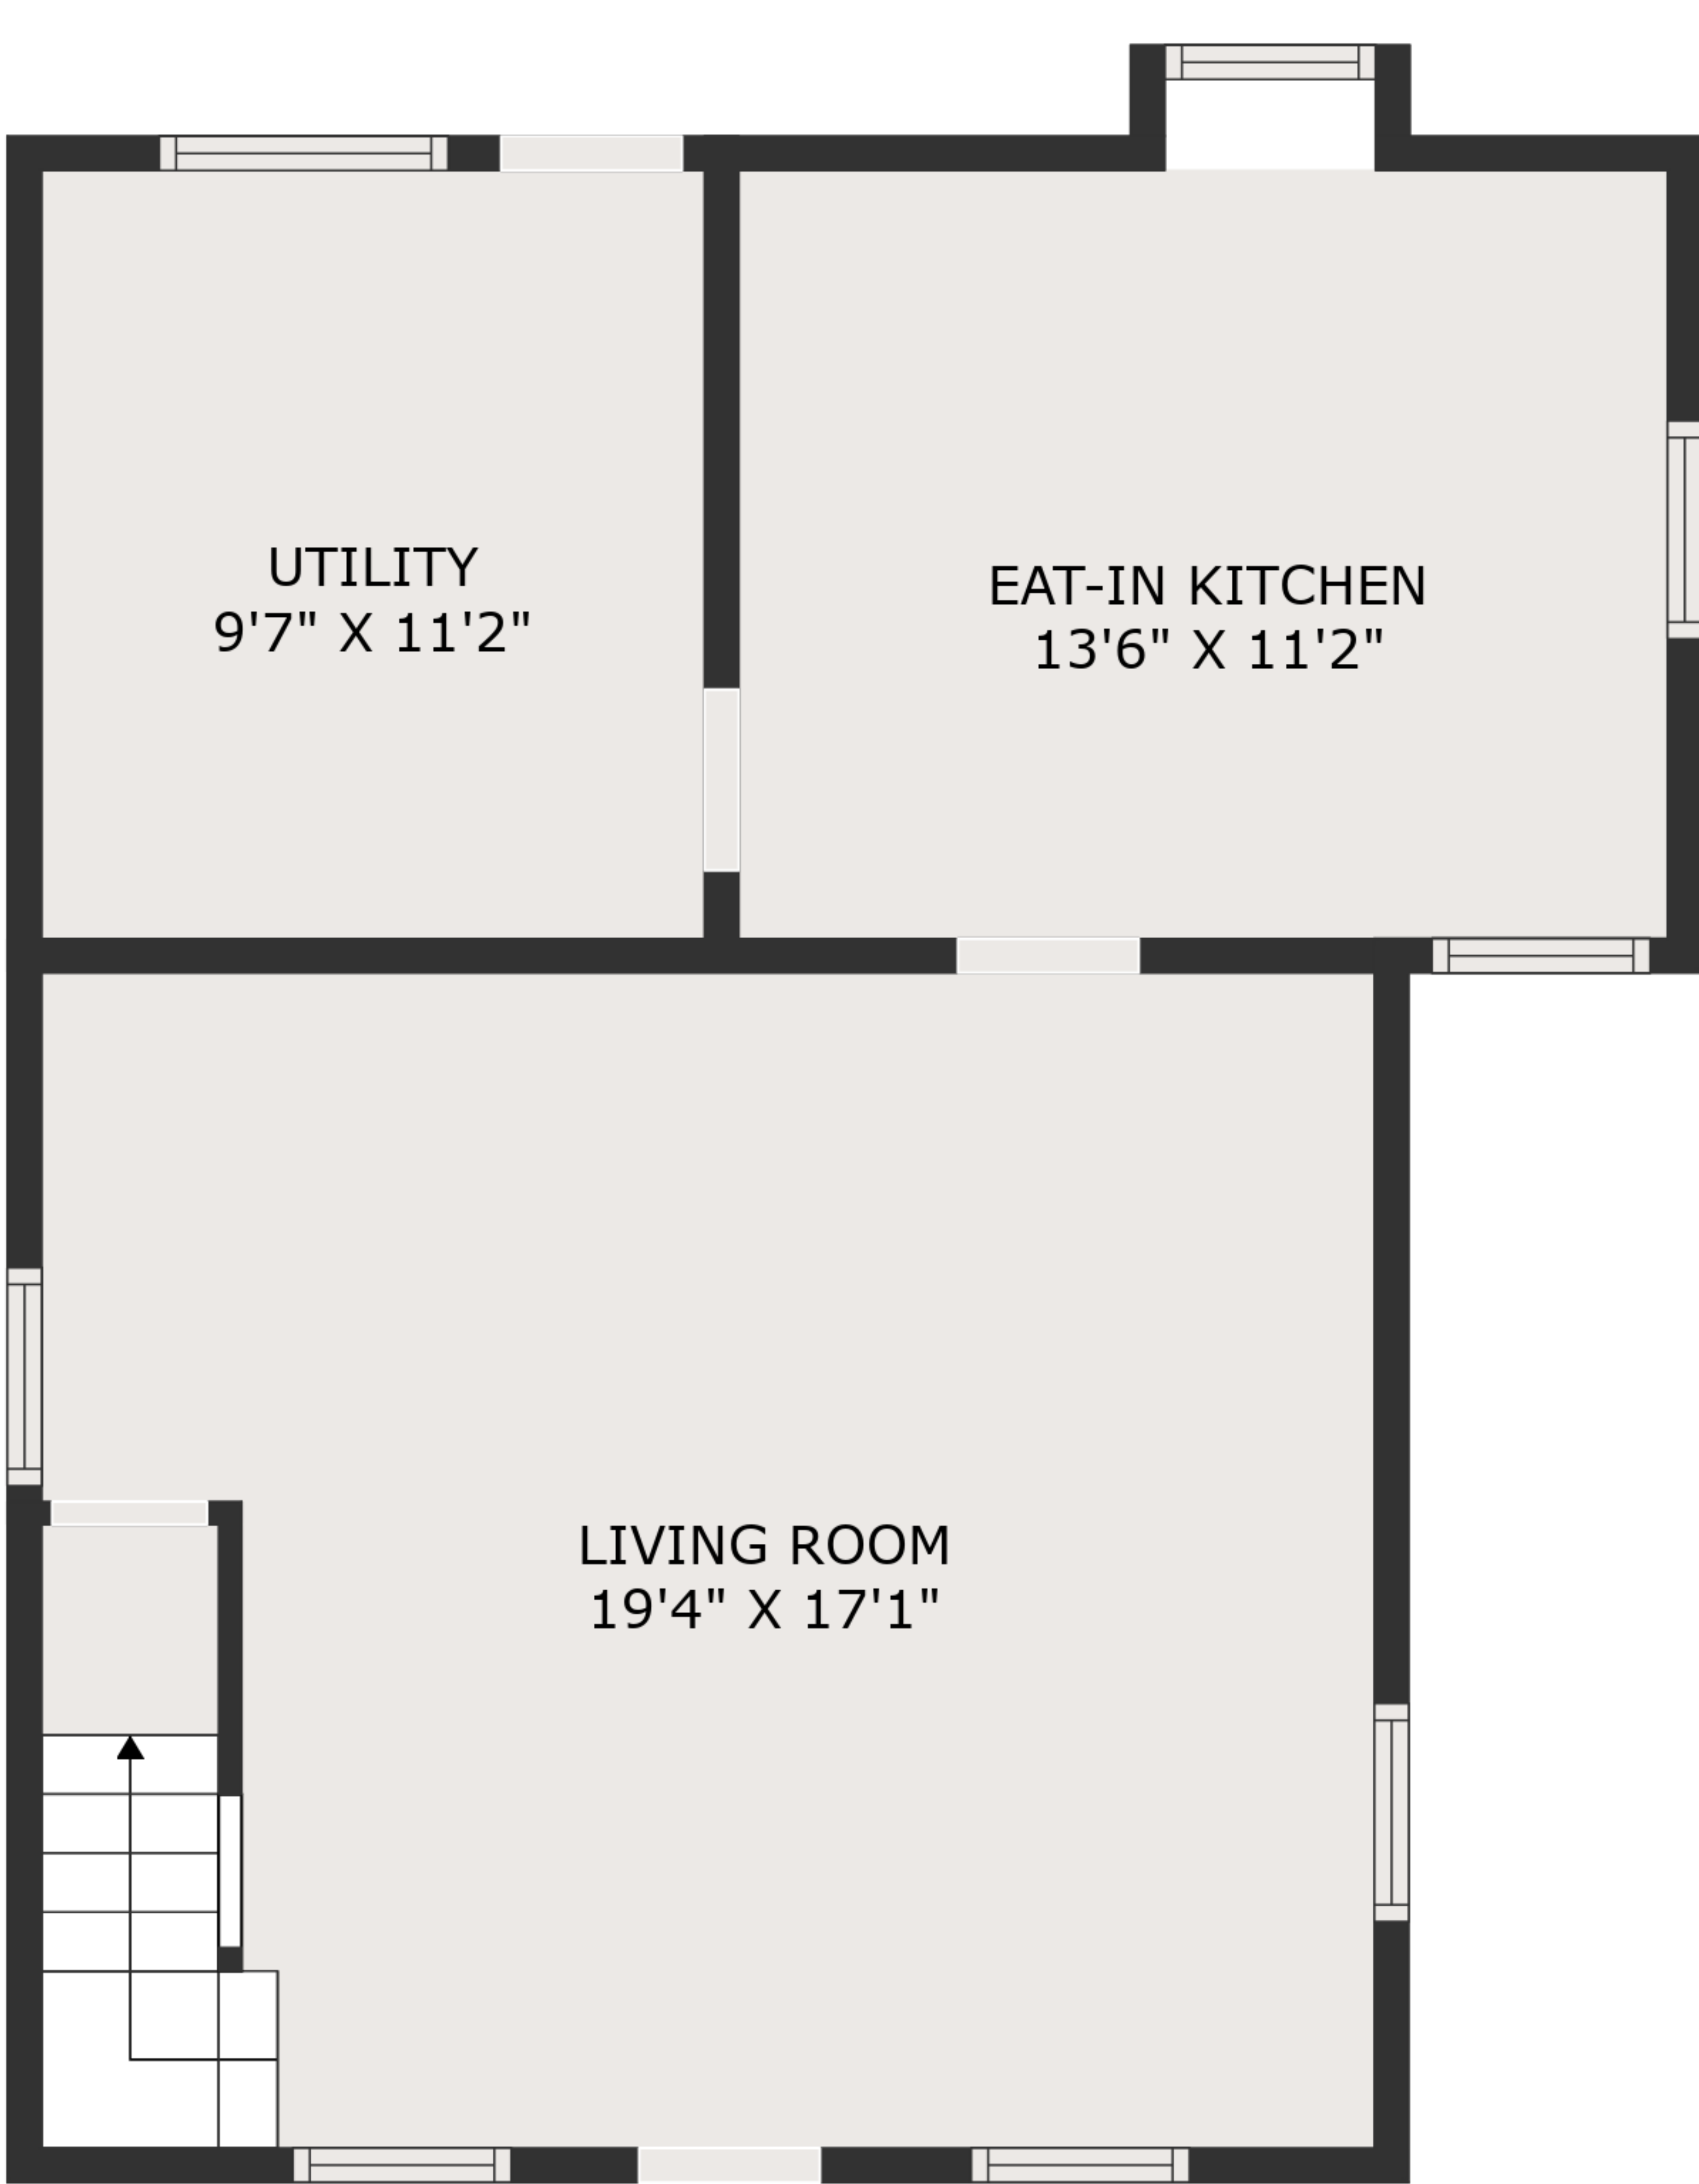 UTILITY
9'7" X 11'2"
EAT-IN KITCHEN
13'6" X 11'2"
LIVING ROOM
19'4" X 17'1"